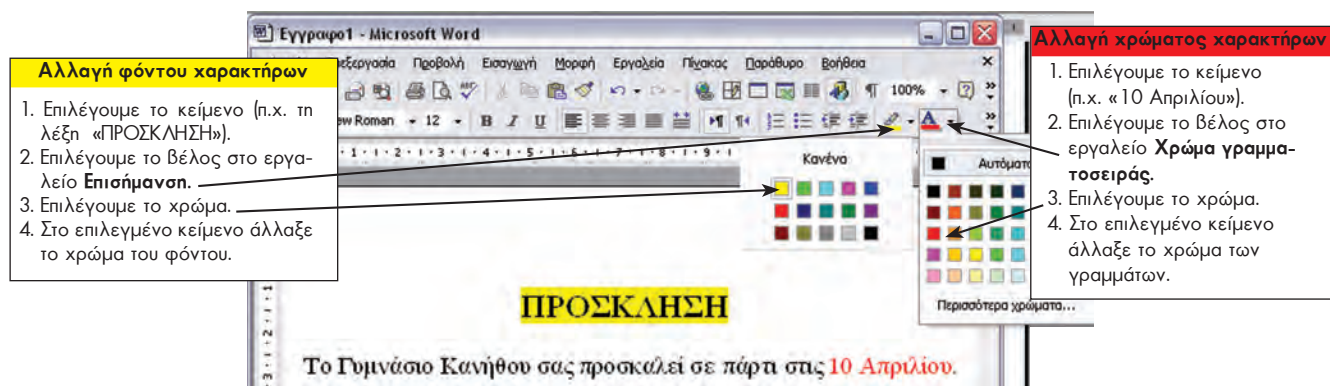 Εγγραφο1 - Microsoft Word
Προβολή Εισαγωγή Μορφή Εργαλεία Πίνακας Παράθυρο Βοήθεια
100%
Roman 12 B I U
Αλλαγή φόντου χαρακτήρων
1. Επιλέγουμε το κείμενο (π.χ. τη
λέξη «ΠΡΟΣΚΛΗΣΗ»).
2. Επιλέγουμε το βέλος στο εργα-
λείο Επισήμανση.
3. Επιλέγουμε το χρώμα.
4. Στο επιλεγμένο κείμενο άλλαξε
το χρώμα του φόντου.
Κανένα
Αυτόματο
Περισσότερα χρώματα...
Αλλαγή χρώματος χαρακτήρων
1. Επιλέγουμε το κείμενο
(π.χ. «10 Απριλίου»).
2. Επιλέγουμε το βέλος στο
εργαλείο Χρώμα γραμμα-
τοσειράς.
3. Επιλέγουμε το χρώμα.
4. Στο επιλεγμένο κείμενο
άλλαξε το χρώμα των
γραμμάτων.
ΠΡΟΣΚΛΗΣΗ
Το Γυμνάσιο Κανήθου σας προσκαλεί σε πάρτι στις 10 Απριλίου.